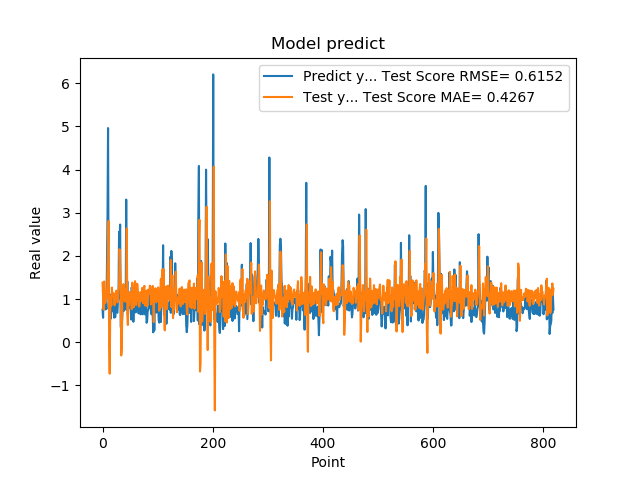 Model predict
Predict y... Test Score RMSE= 0.6152
Test y... Test Score MAE= 0.4267
Real value
6
5
4
3
2
1
0
−1
0 200 400 600 800
Point